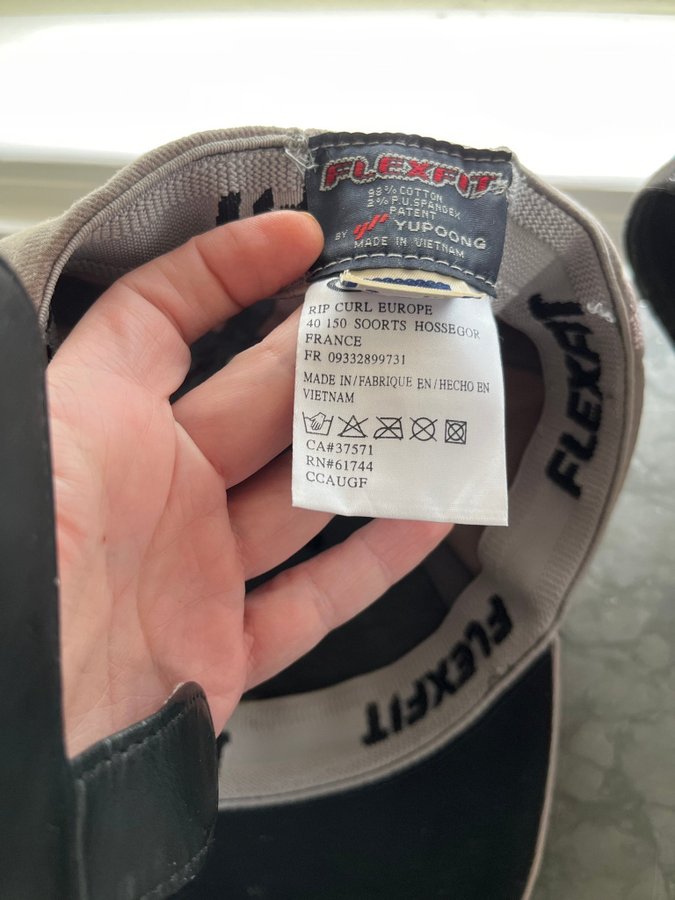 FLEXFIT
98% COTTON
2% P.U. SPANDEX
PATENT
BY YUPOONG
MADE IN VIETNAM
RIP CURL EUROPE
40 150 SOORTS HOSSEGOR
FRANCE
FR 09332899731
MADE IN/FABRIQUE EN/HECHO EN
VIETNAM
CA#37571
RN#61744
CCAUGF
FLEXFIT
FLEXFIT